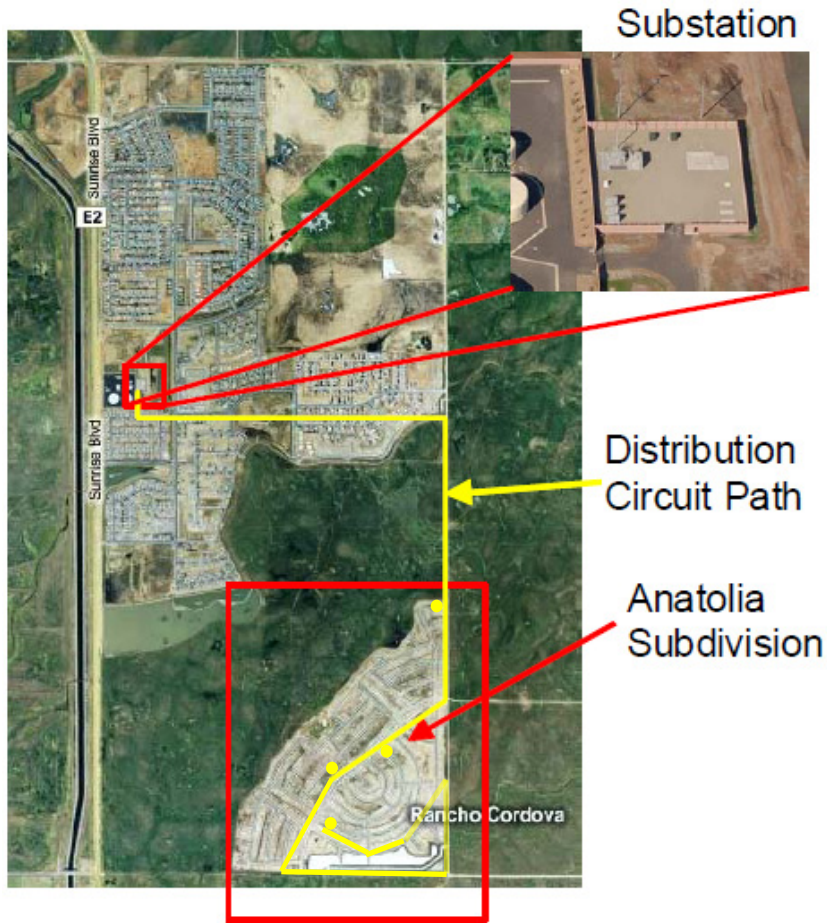 Substation
Sunrise Blvd
E2
Sunrise Blvd
Distribution
Circuit Path
Anatolia
Subdivision
Rancho Cordova